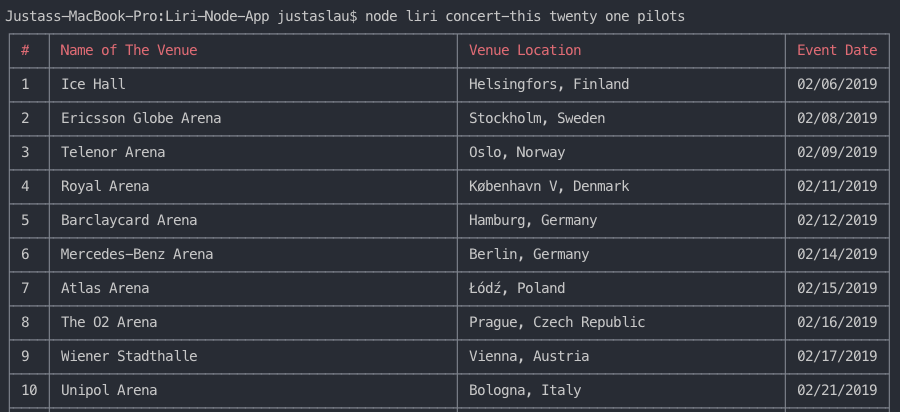 Justass-MacBook-Pro:Liri-Node-App justaslau$ node liri concert-this twenty one pilots
# Name of The Venue Venue Location Event Date
1 Ice Hall Helsingfors, Finland 02/06/2019
2 Ericsson Globe Arena Stockholm, Sweden 02/08/2019
3 Telenor Arena Oslo, Norway 02/09/2019
4 Royal Arena København V, Denmark 02/11/2019
5 Barclaycard Arena Hamburg, Germany 02/12/2019
6 Mercedes-Benz Arena Berlin, Germany 02/14/2019
7 Atlas Arena Łódź, Poland 02/15/2019
8 The O2 Arena Prague, Czech Republic 02/16/2019
9 Wiener Stadthalle Vienna, Austria 02/17/2019
10 Unipol Arena Bologna, Italy 02/21/2019